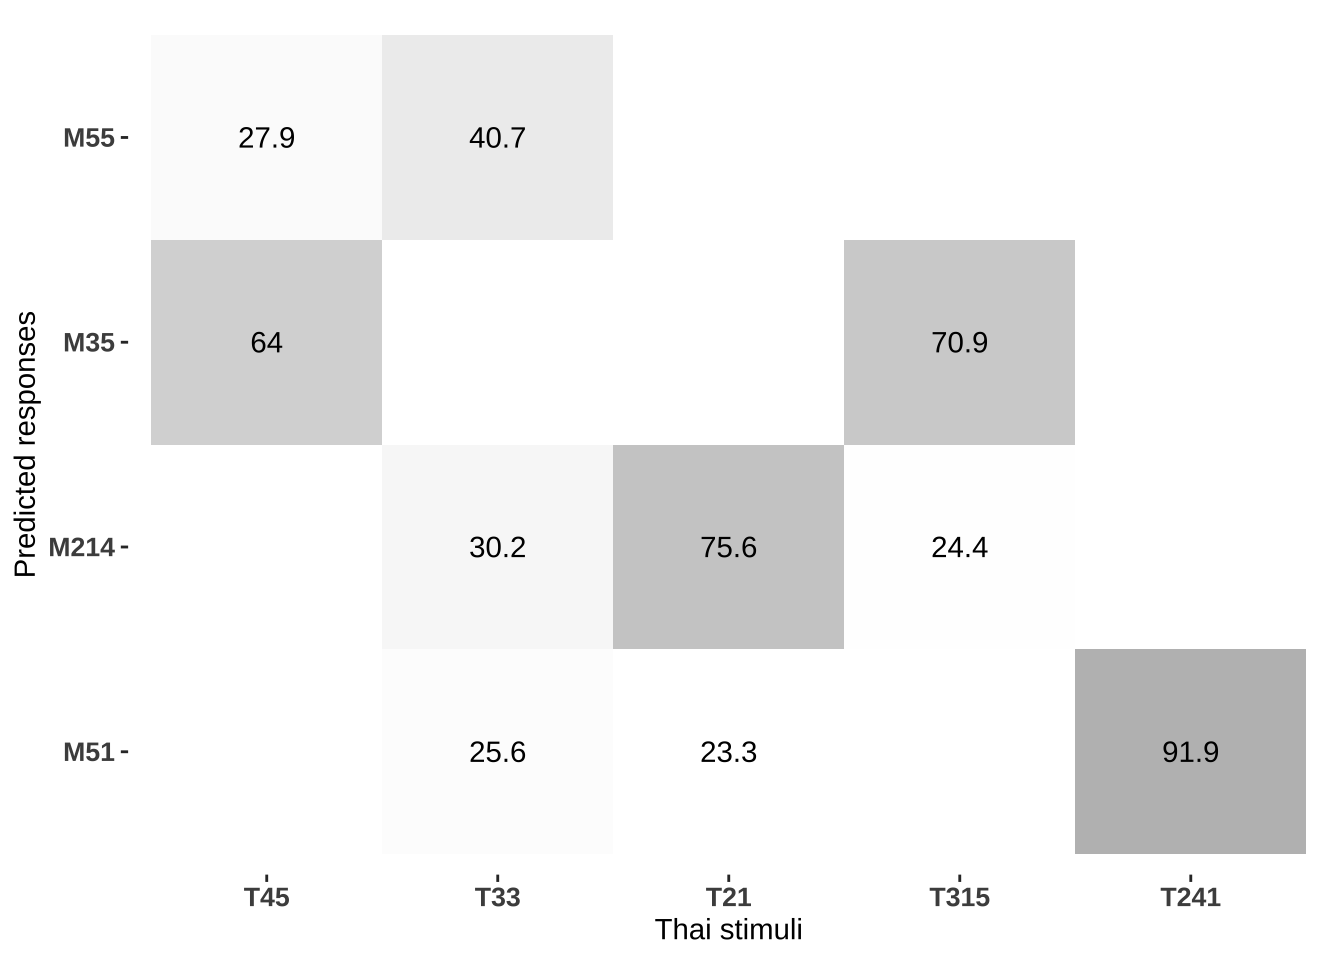 M55
27.9
40.7
M35
64
70.9
M214
30.2
75.6
24.4
M51
25.6
23.3
91.9
T45
T33
T21
T315
T241
Thai stimuli
Predicted responses